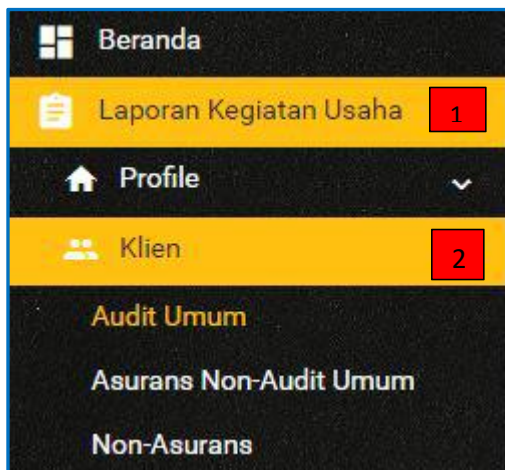 Beranda
Laporan Kegiatan Usaha 1
Profile
Klien 2
Audit Umum
Asurans Non-Audit Umum
Non-Asurans